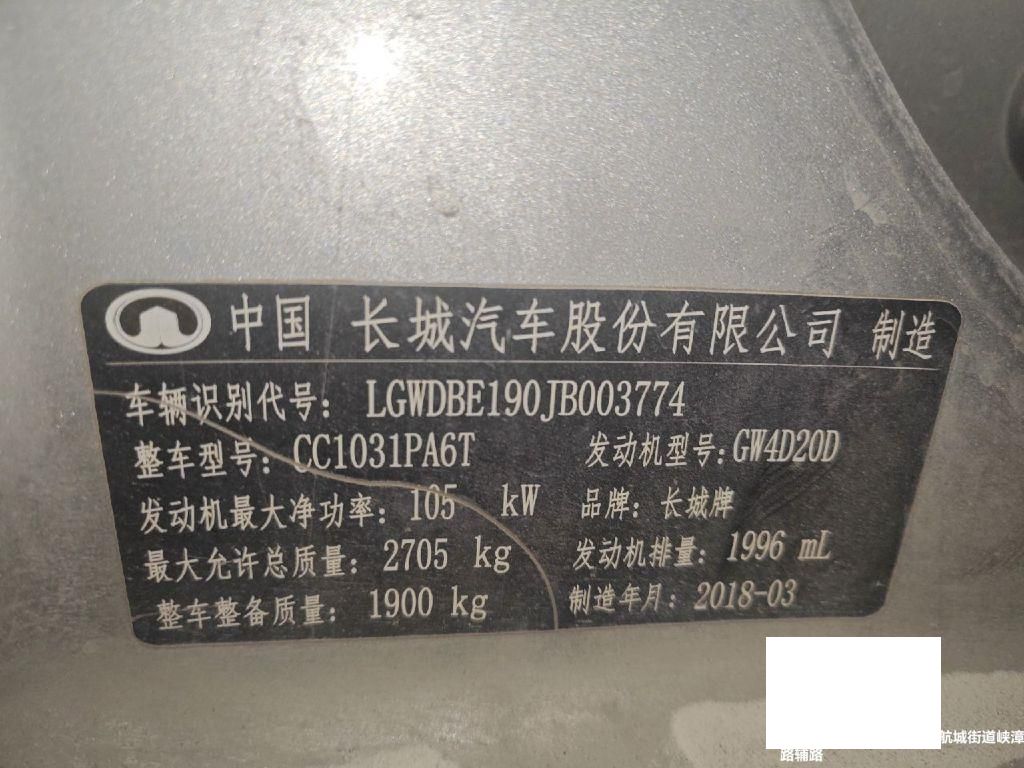 中国 长城汽车股份有限公司 制造
车辆识别代号: LGWDBE190JB003774
整车型号: CC1031PA6T 发动机型号: GW4D20D
发动机最大净功率: 105 kW 品牌: 长城牌
最大允许总质量: 2705 kg 发动机排量: 1996 mL
整车整备质量: 1900 kg 制造年月: 2018-03
航城街道峡漳
路辅路